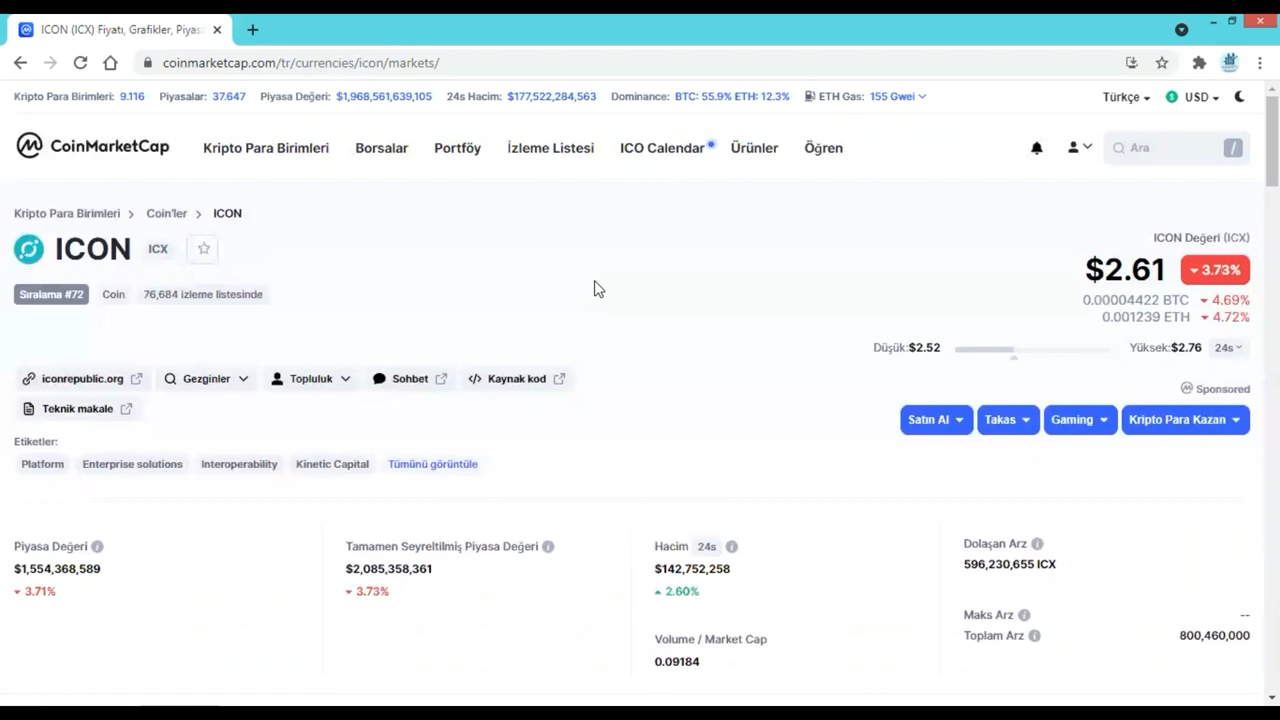 ICON (ICX) Fiyatı, Grafikler, Piyas
coinmarketcap.com/tr/currencies/icon/markets/
Kripto Para Birimleri: 9.116 Piyasalar: 37.647 Piyasa Değeri: $1,968,561,639,105 24s Hacim: $177,522,284,563 Dominance: BTC: 55.9% ETH: 12.3% ETH Gas: 155 Gwei Türkçe USD
CoinMarketCap Kripto Para Birimleri Borsalar Portföy İzleme Listesi ICO Calendar Ürünler Öğren Ara /
Kripto Para Birimleri > Coin'ler > ICON
ICON Değeri (ICX)
ICON ICX $2.61 3.73%
Sıralama #72 Coin 76,684 izleme listesinde 0.00004422 BTC 4.69%
0.001239 ETH 4.72%
Düşük:$2.52 Yüksek:$2.76 24s
iconrepublic.org Gezginler Topluluk Sohbet </> Kaynak kod
Sponsored
Teknik makale Satın Al Takas Gaming Kripto Para Kazan
Etiketler:
Platform Enterprise solutions Interoperability Kinetic Capital Tümünü görüntüle
Piyasa Değeri Tamamen Seyreltilmiş Piyasa Değeri Hacim 24s Dolaşan Arz
$1,554,368,589 $2,085,358,361 $142,752,258 596,230,655 ICX
3.71% 3.73% 2.60%
Maks Arz --
Volume / Market Cap Toplam Arz 800,460,000
0.09184